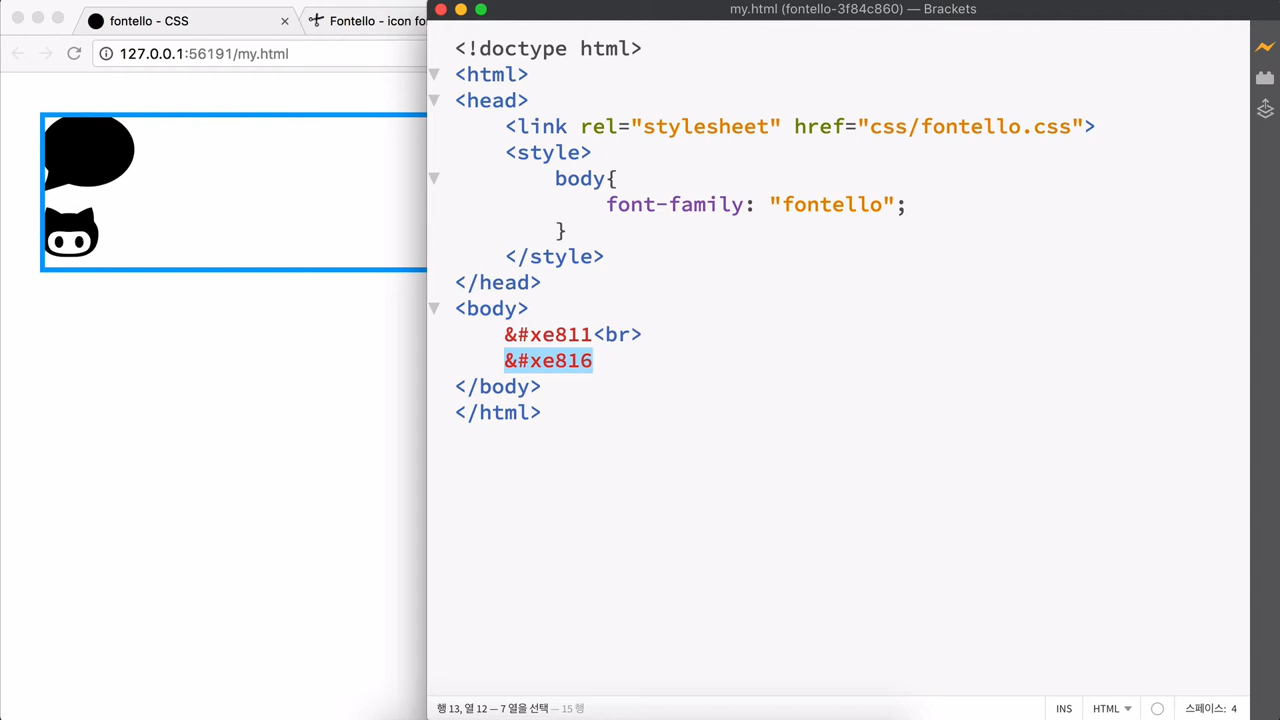 fontello - CSS
Fontello - icon fo
127.0.0.1:56191/my.html
my.html (fontello-3f84c860) — Brackets
<!doctype html>
<html>
<head>
<link rel="stylesheet" href="css/fontello.css">
<style>
body{
font-family: "fontello";
}
</style>
</head>
<body>
&#xe811<br>
&#xe816
</body>
</html>
행 13, 열 12 — 7 열을 선택 — 15 행
INS
HTML
스페이스: 4